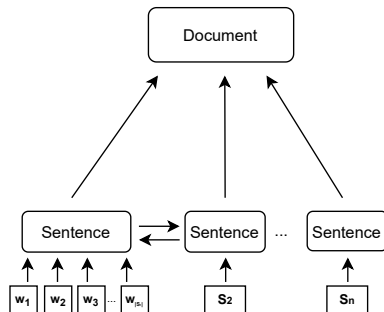 Document
Sentence Sentence ... Sentence
w1 w2 w3 ... w|s1| S2 Sn